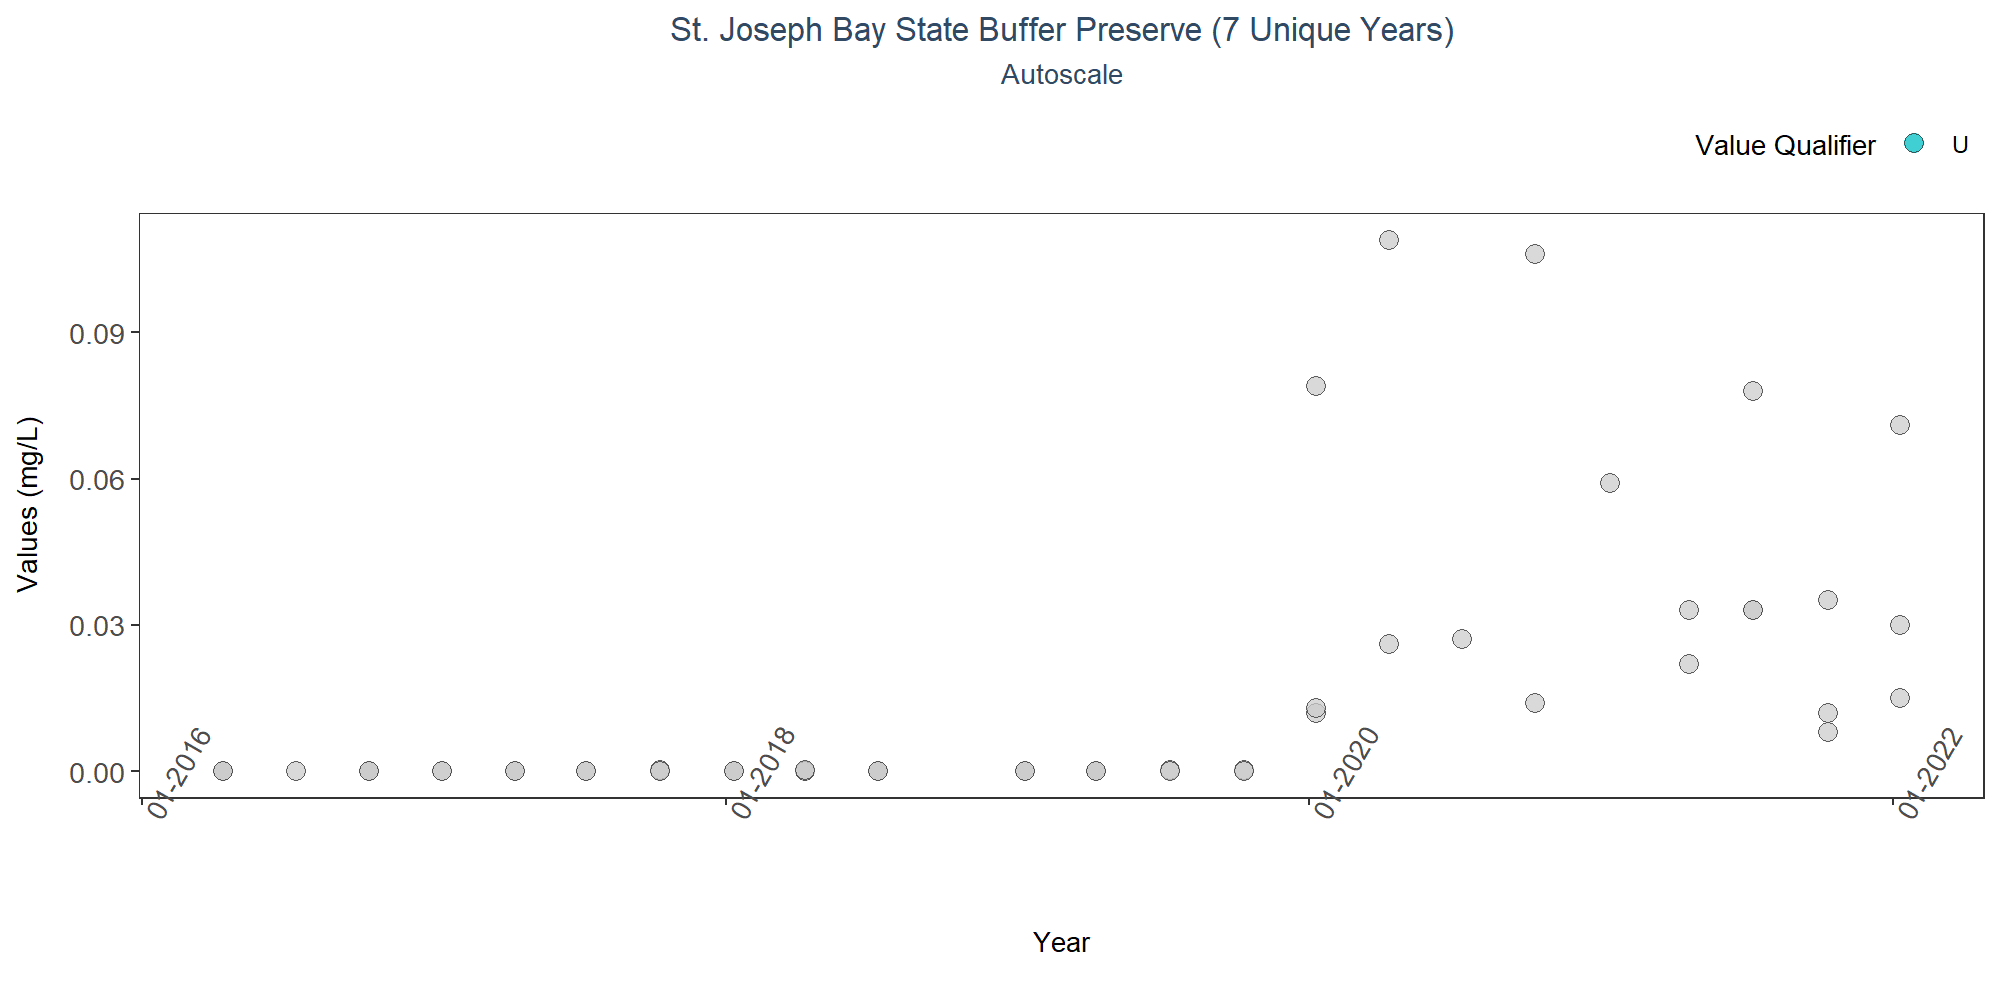 St. Joseph Bay State Buffer Preserve (7 Unique Years)
Autoscale
Value Qualifier U
Values (mg/L)
0.09
0.06
0.03
0.00
01-2016
01-2018
01-2020
01-2022
Year